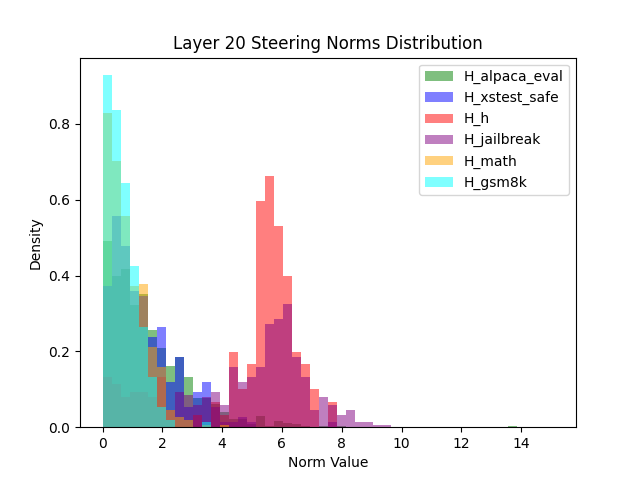 Layer 20 Steering Norms Distribution
H_alpaca_eval
H_xstest_safe
H_h
H_jailbreak
H_math
H_gsm8k
Density
0.8
0.6
0.4
0.2
0.0
0 2 4 6 8 10 12 14
Norm Value